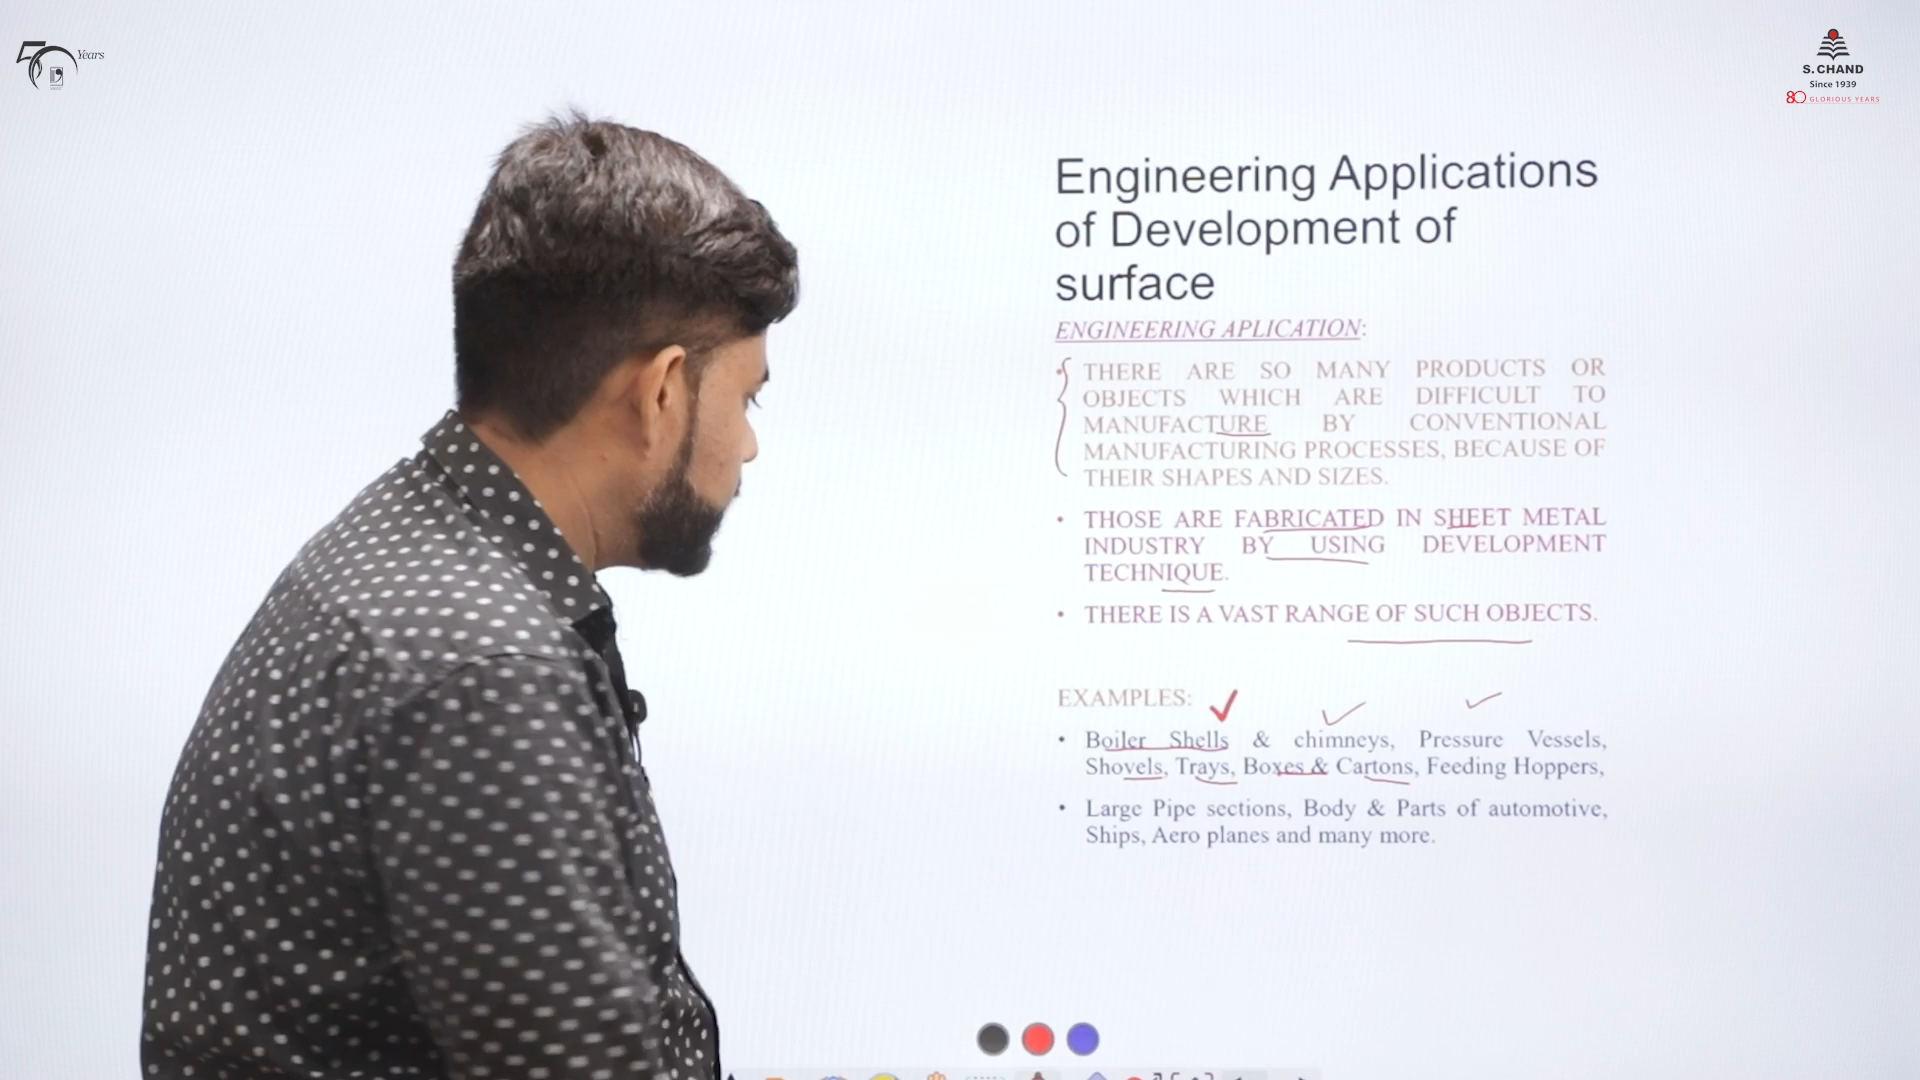 Years
S. CHAND
Since 1939
80 GLORIOUS YEARS
Engineering Applications
of Development of
surface
ENGINEERING APLICATION:
• THERE ARE SO MANY PRODUCTS OR
OBJECTS WHICH ARE DIFFICULT TO
MANUFACTURE BY CONVENTIONAL
MANUFACTURING PROCESSES, BECAUSE OF
THEIR SHAPES AND SIZES.
• THOSE ARE FABRICATED IN SHEET METAL
INDUSTRY BY USING DEVELOPMENT
TECHNIQUE.
• THERE IS A VAST RANGE OF SUCH OBJECTS.
EXAMPLES:
• Boiler Shells & chimneys, Pressure Vessels,
Shovels, Trays, Boxes & Cartons, Feeding Hoppers,
• Large Pipe sections, Body & Parts of automotive,
Ships, Aero planes and many more.